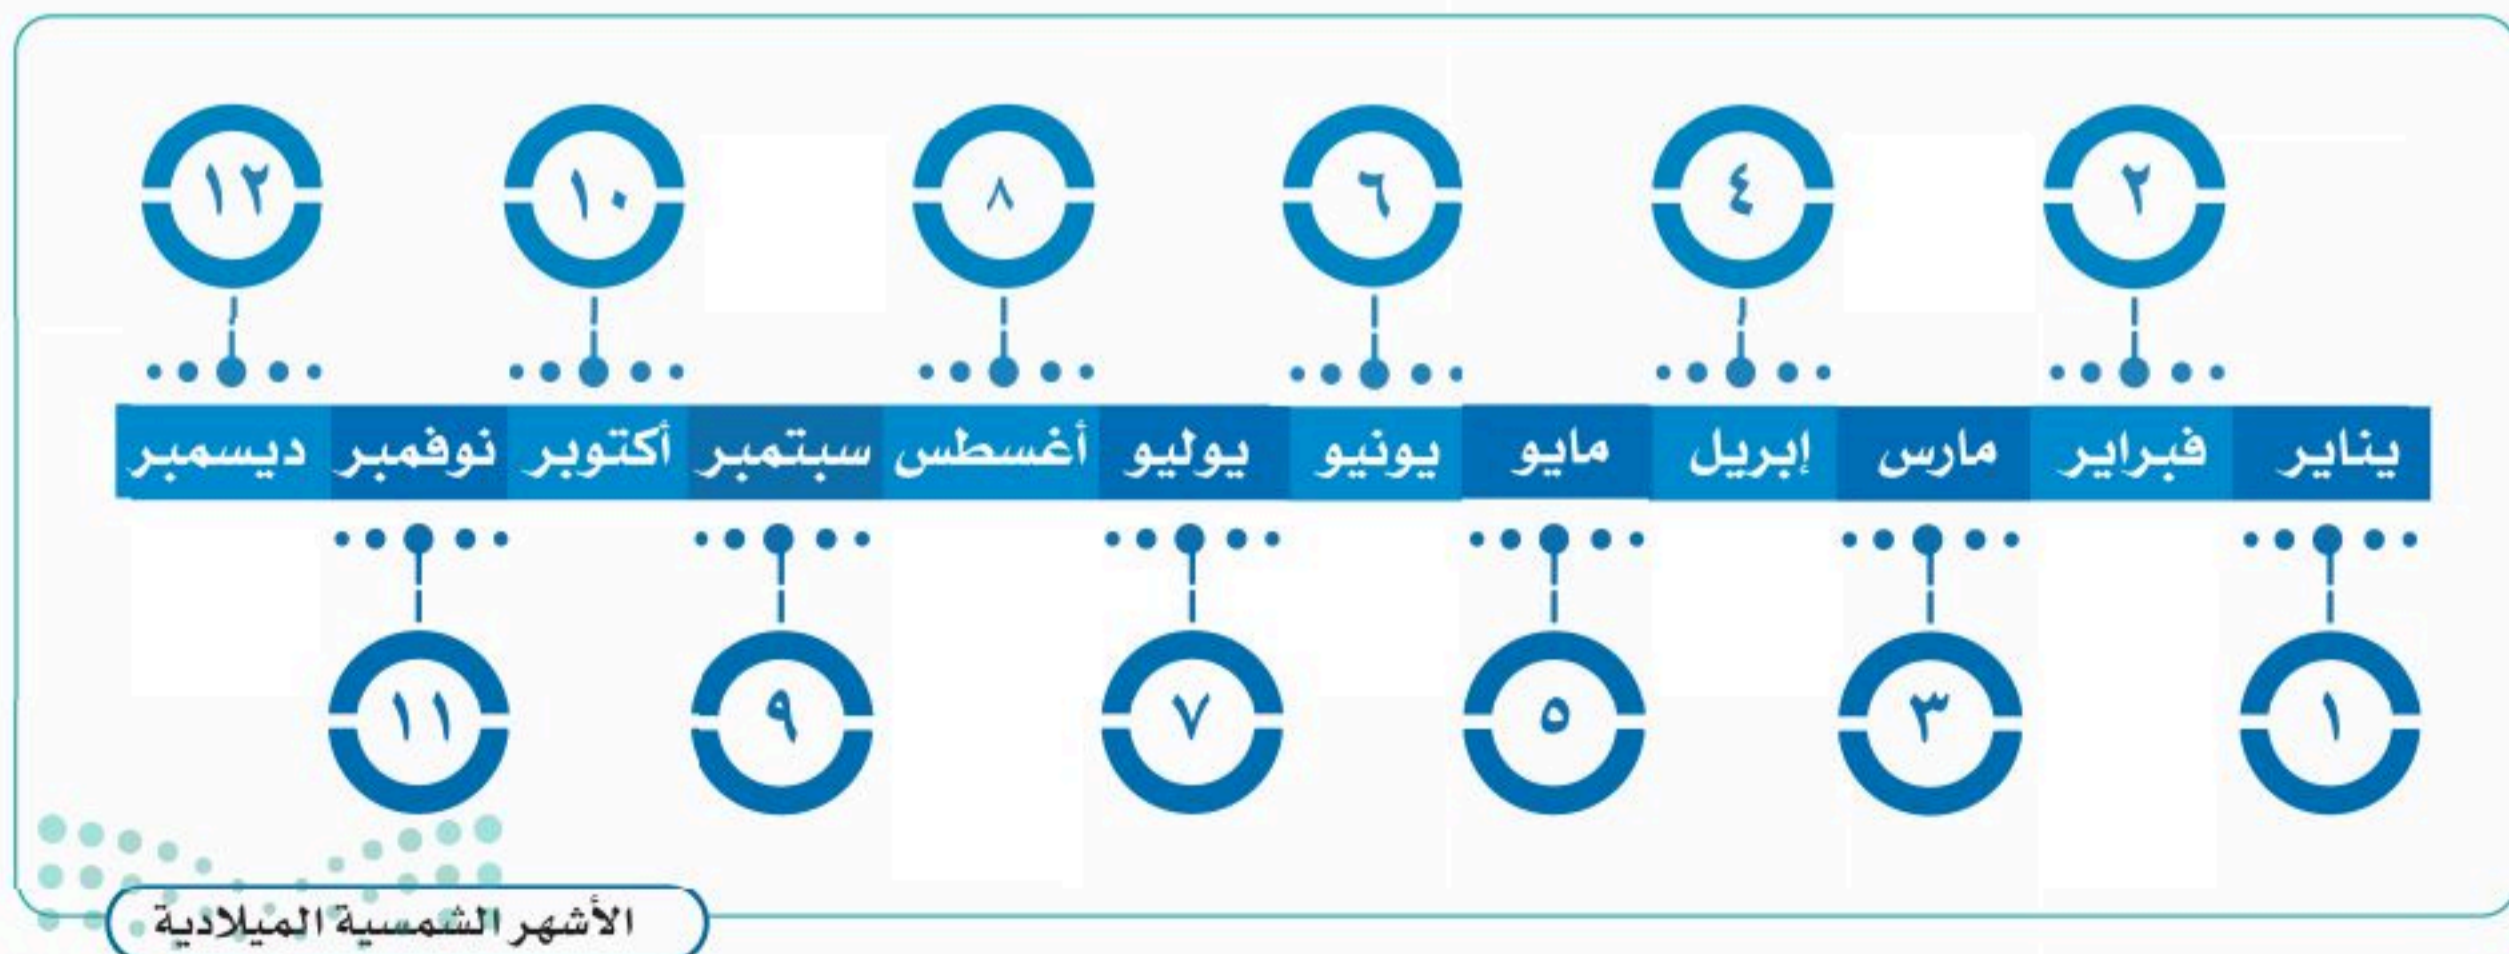 ٢ ٤ ٦ ٨ ١٠ ١٢
يناير فبراير مارس إبريل مايو يونيو يوليو أغسطس سبتمبر أكتوبر نوفمبر ديسمبر
١ ٣ ٥ ٧ ٩ ١١
الأشهر الشمسية الميلادية